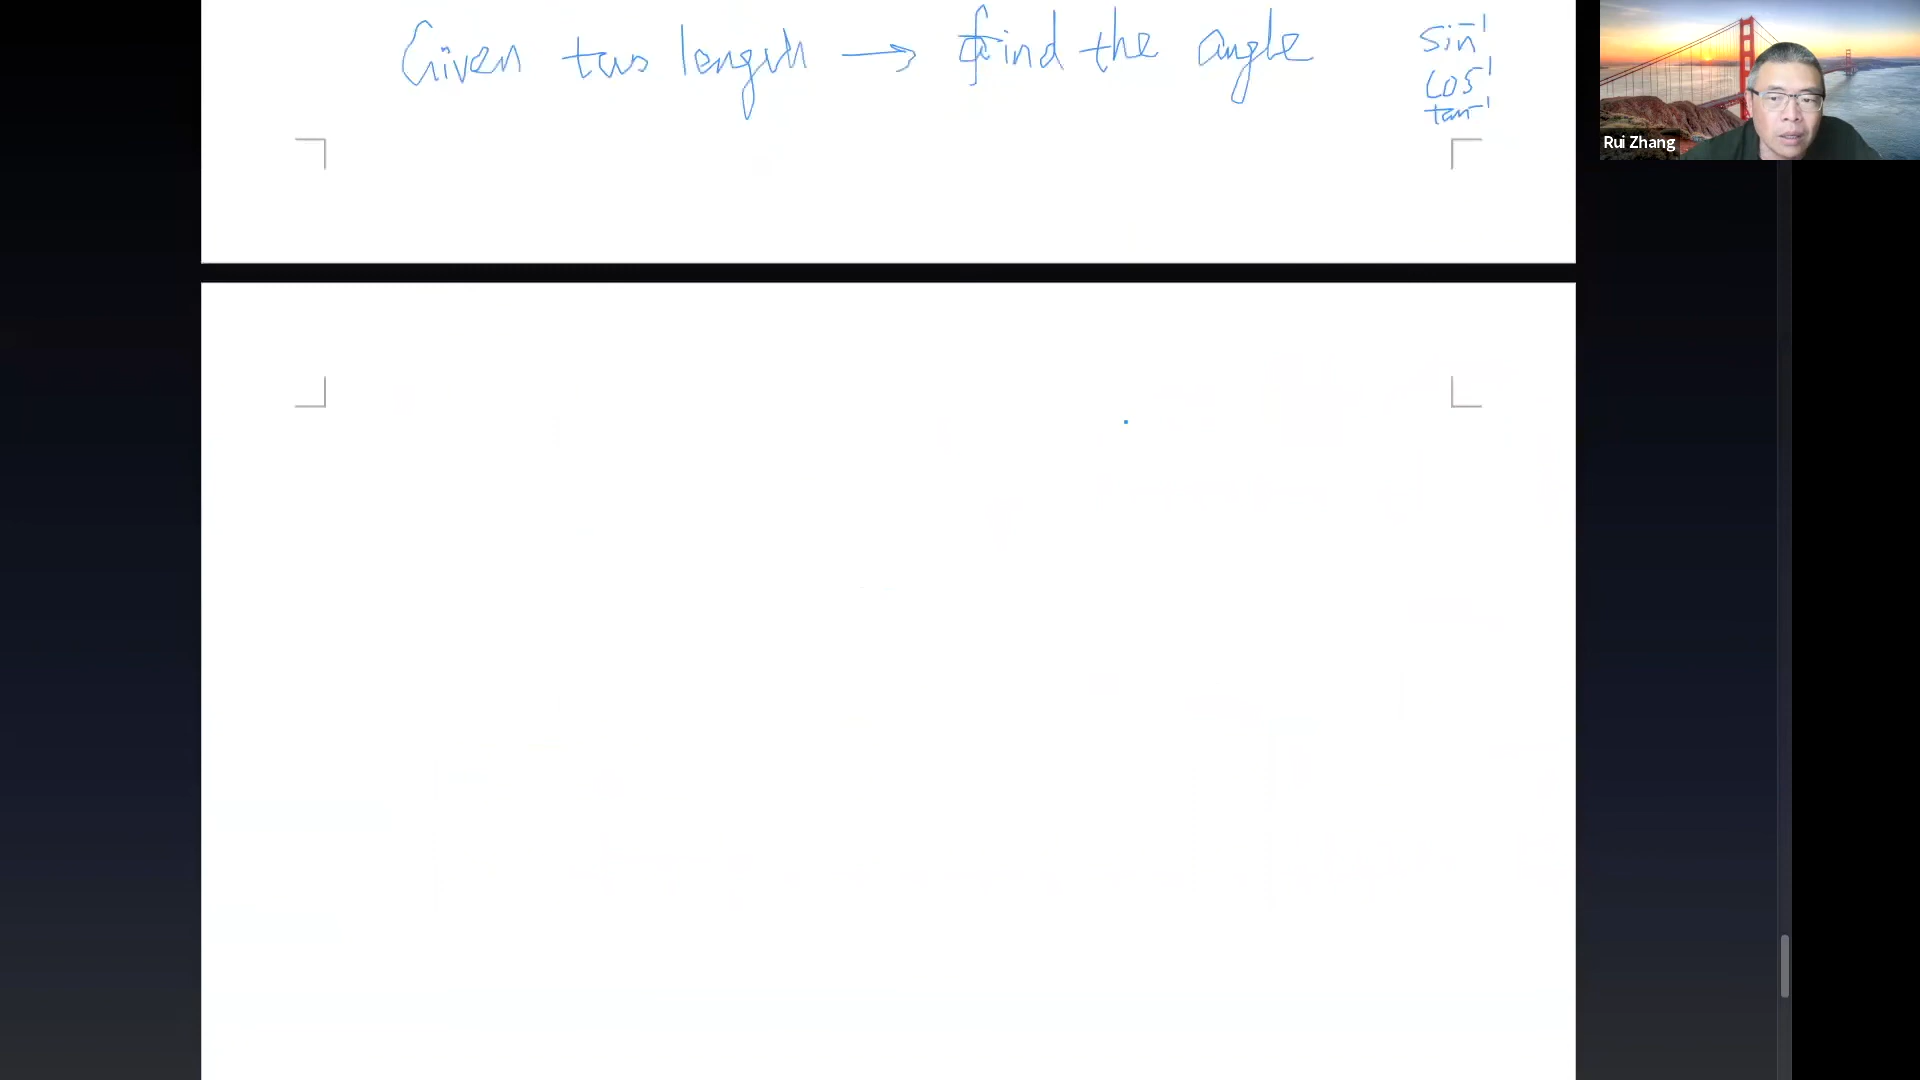 Given two length → find the angle
sin⁻¹
cos⁻¹
tan⁻¹
Rui Zhang